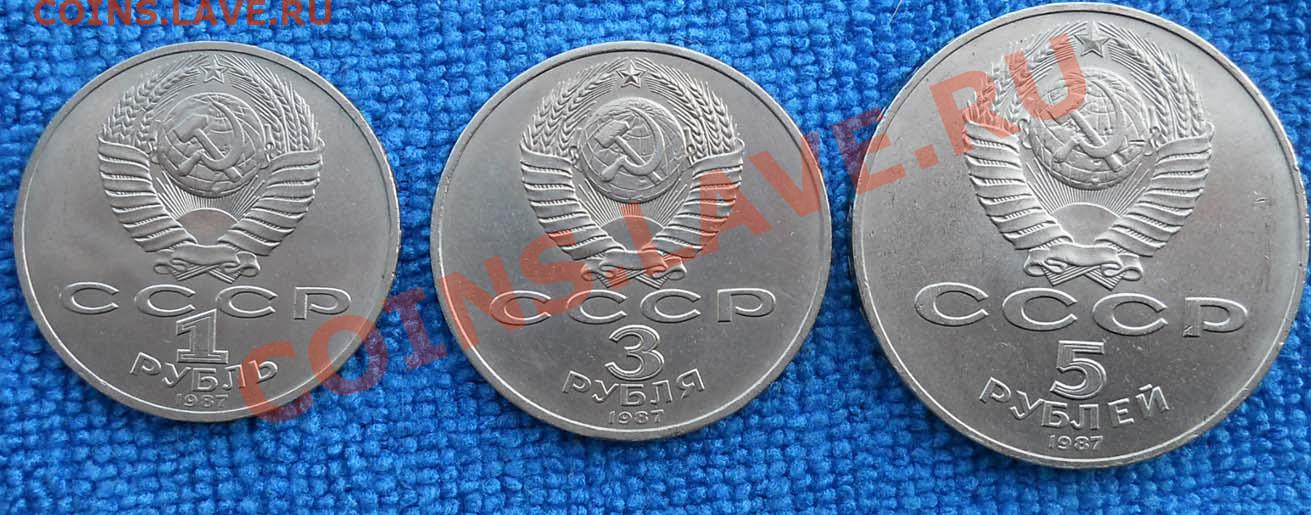 COINS.LAVE.RU
COINS.LAVE.RU
СССР
1
РУБЛЬ
1987
СССР
3
РУБЛЯ
1987
СССР
5
РУБЛЕЙ
1987